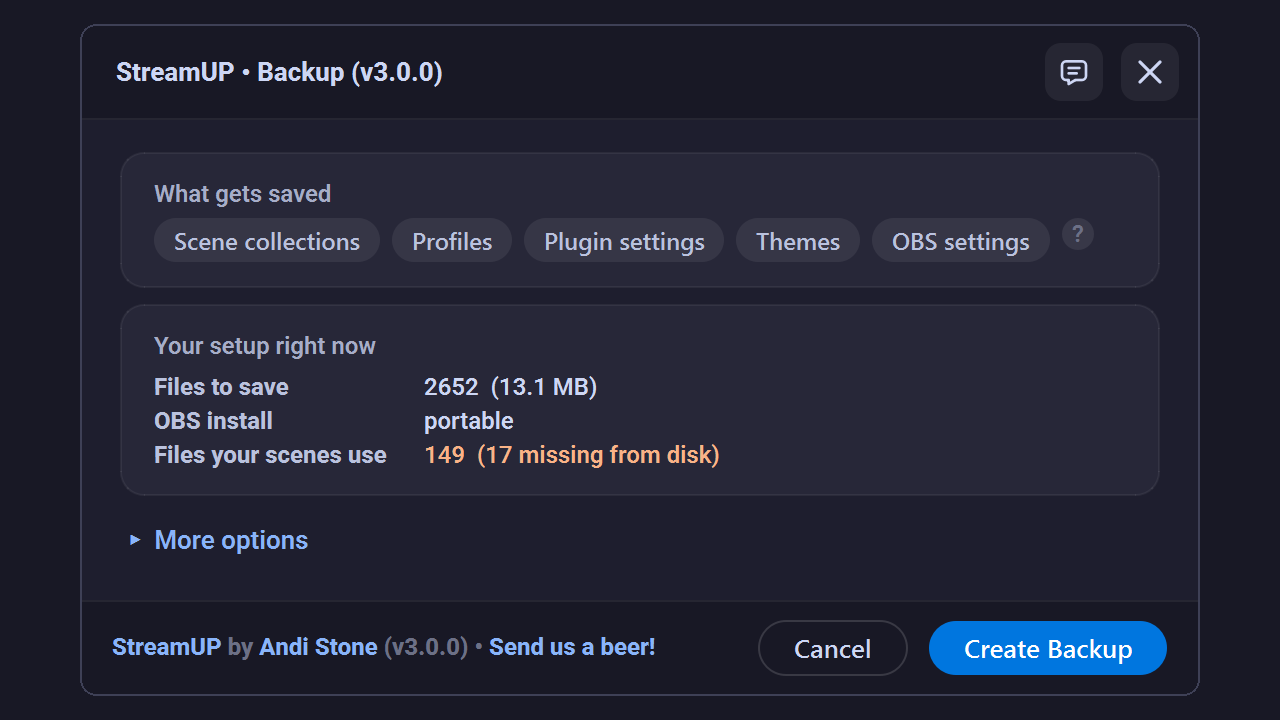 StreamUP • Backup (v3.0.0)
What gets saved
Scene collections Profiles Plugin settings Themes OBS settings ?
Your setup right now
Files to save 2652 (13.1 MB)
OBS install portable
Files your scenes use 149 (17 missing from disk)
▸ More options
StreamUP by Andi Stone (v3.0.0) • Send us a beer! Cancel Create Backup